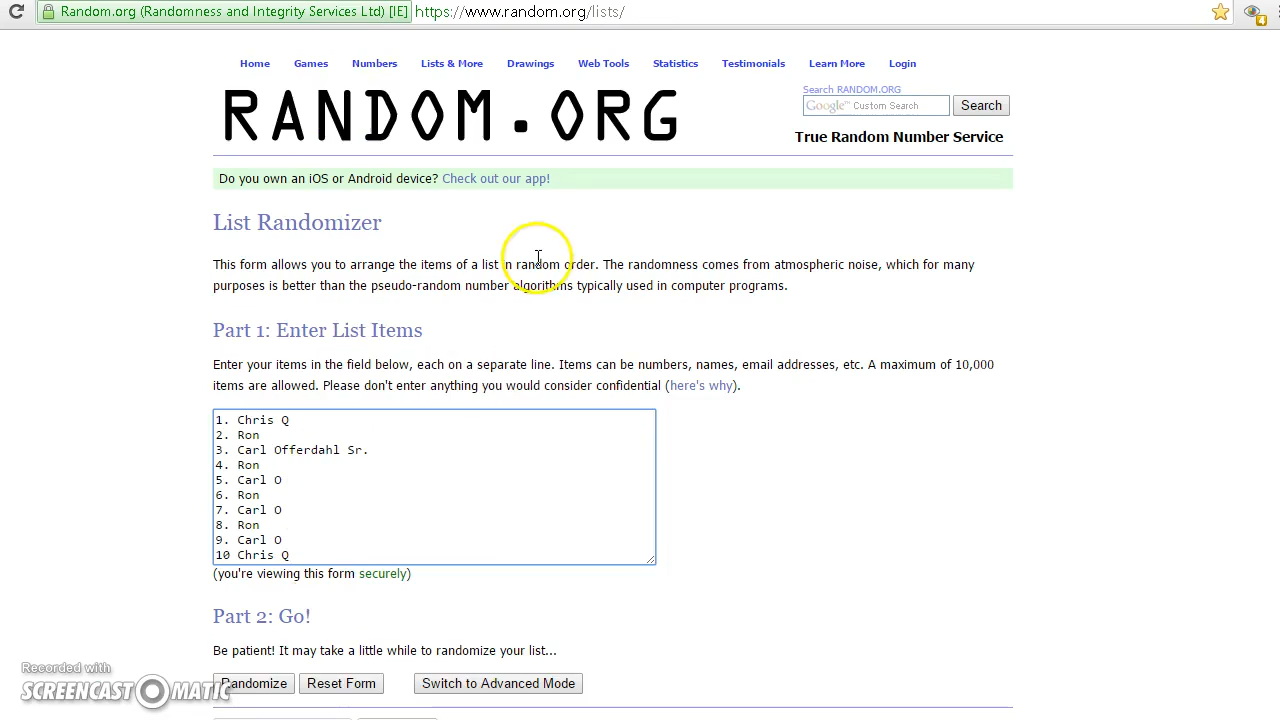 Random.org (Randomness and Integrity Services Ltd) [IE] https://www.random.org/lists/
4
Home Games Numbers Lists & More Drawings Web Tools Statistics Testimonials Learn More Login
RANDOM.ORG
Search RANDOM.ORG
Google™ Custom Search Search
True Random Number Service
Do you own an iOS or Android device? Check out our app!
List Randomizer
This form allows you to arrange the items of a list in random order. The randomness comes from atmospheric noise, which for many
purposes is better than the pseudo-random number algorithms typically used in computer programs.
Part 1: Enter List Items
Enter your items in the field below, each on a separate line. Items can be numbers, names, email addresses, etc. A maximum of 10,000
items are allowed. Please don't enter anything you would consider confidential (here's why).
1. Chris Q
2. Ron
3. Carl Offerdahl Sr.
4. Ron
5. Carl O
6. Ron
7. Carl O
8. Ron
9. Carl O
10 Chris Q
(you're viewing this form securely)
Part 2: Go!
Be patient! It may take a little while to randomize your list...
Randomize Reset Form Switch to Advanced Mode
Recorded with
SCREENCAST-O-MATIC